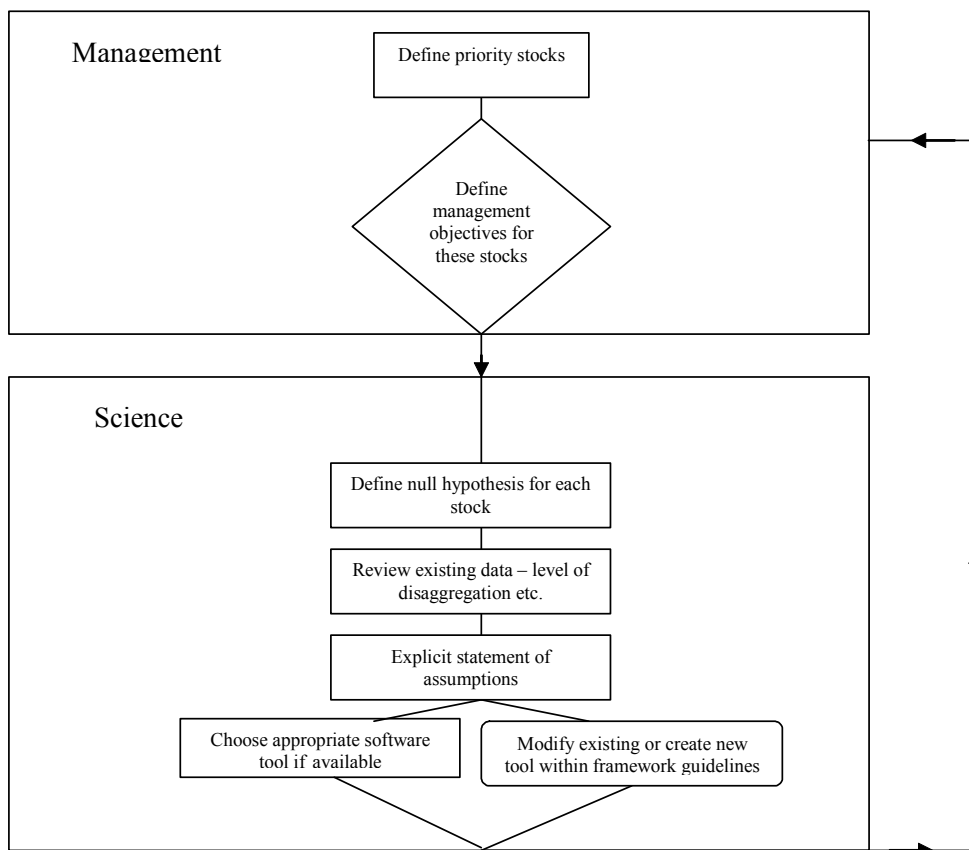 Management
Define priority stocks
Define
management
objectives for
these stocks
Science
Define null hypothesis for each
stock
Review existing data – level of
disaggregation etc.
Explicit statement of
assumptions
Choose appropriate software
tool if available
Modify existing or create new
tool within framework guidelines